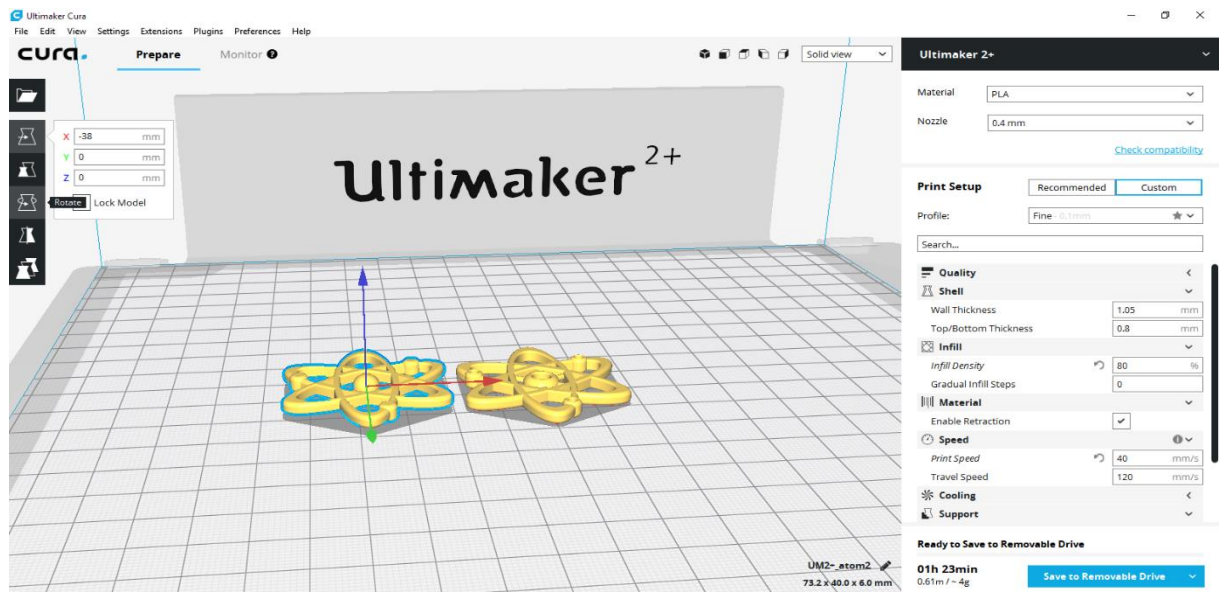 Ultimaker Cura
File Edit View Settings Extensions Plugins Preferences Help
cura. Prepare Monitor ? Solid view
Ultimaker 2+
Material PLA
Nozzle 0.4 mm
Check compatibility
X -38 mm
Y 0 mm
Z 0 mm
Rotate Lock Model
Ultimaker 2+
Print Setup Recommended Custom
Profile: Fine - 0.1mm
Search...
Quality
Shell
Wall Thickness 1.05 mm
Top/Bottom Thickness 0.8 mm
Infill
Infill Density 80 %
Gradual Infill Steps 0
Material
Enable Retraction
Speed
Print Speed 40 mm/s
Travel Speed 120 mm/s
Cooling
Support
Ready to Save to Removable Drive
UM2+_atom2
73.2 x 40.0 x 6.0 mm
01h 23min
0.61m / ~ 4g
Save to Removable Drive